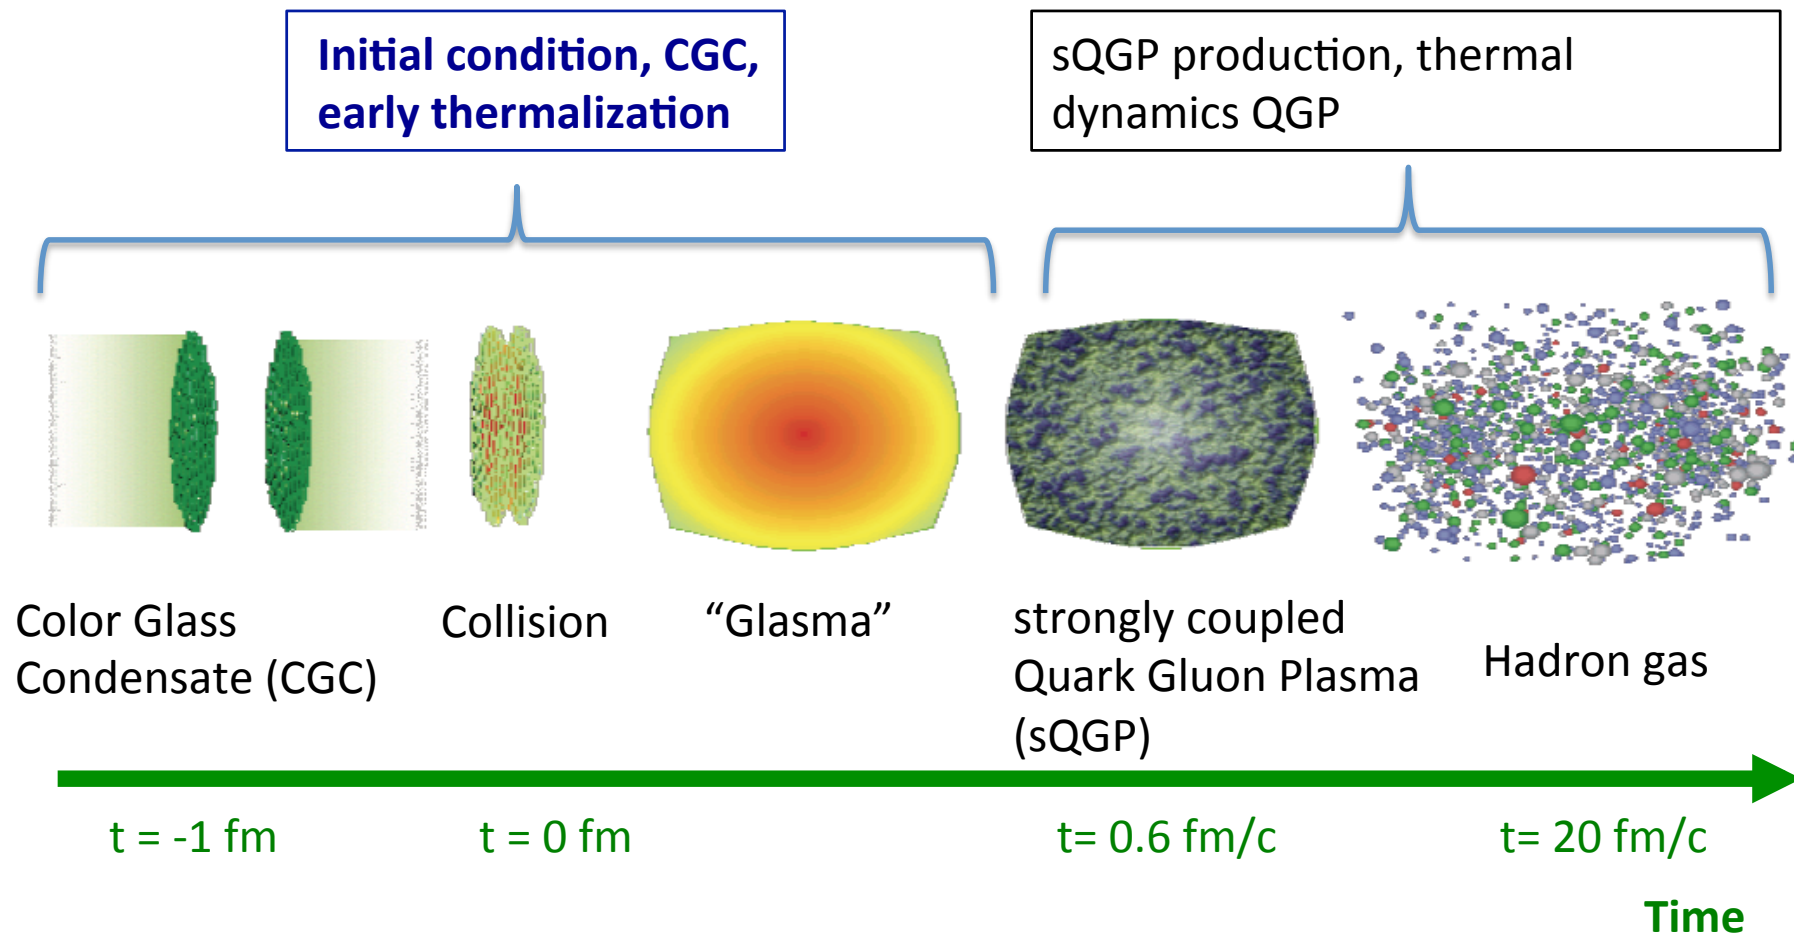 Initial condition, CGC,
early thermalization
sQGP production, thermal
dynamics QGP
Color Glass
Condensate (CGC)
Collision
“Glasma”
strongly coupled
Quark Gluon Plasma
(sQGP)
Hadron gas
t = -1 fm
t = 0 fm
t= 0.6 fm/c
t= 20 fm/c
Time